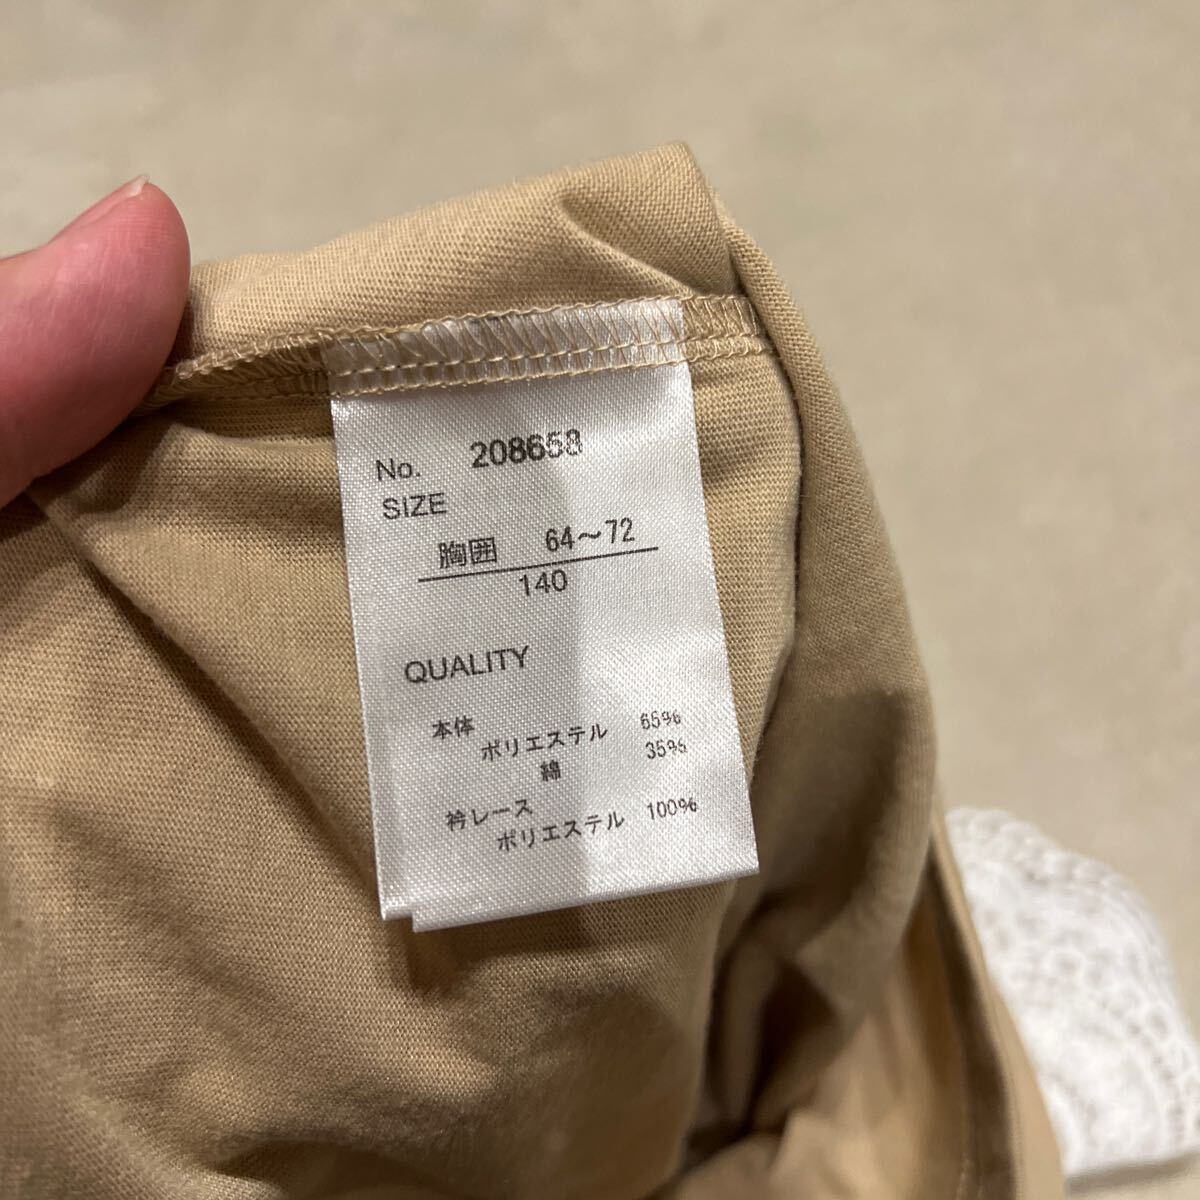 No. 208658
SIZE
胸囲 64～72
140
QUALITY
本体
ポリエステル 65%
綿 35%
衿レース
ポリエステル 100%